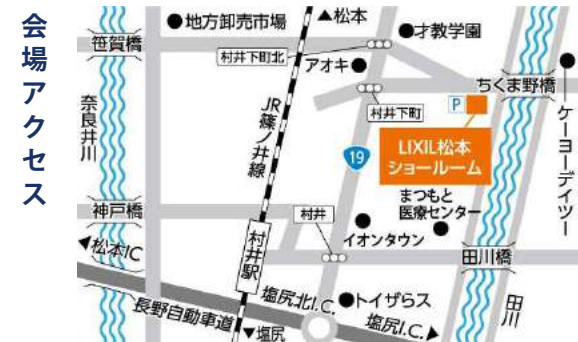 会場アクセス
●地方卸売市場
▲松本
●才教学園
笹賀橋
村井下町北
アオキ●
ちくま野橋
奈良井川
JR篠ノ井線
村井下町
P
ケーヨーデイツー
19
LIXIL松本
ショールーム
まつもと
医療センター
神戸橋
村井
イオンタウン
◀松本IC
村井駅
田川橋
長野自動車道
塩尻北I.C.
●トイザらス
田川
▼塩尻
塩尻I.C.▶